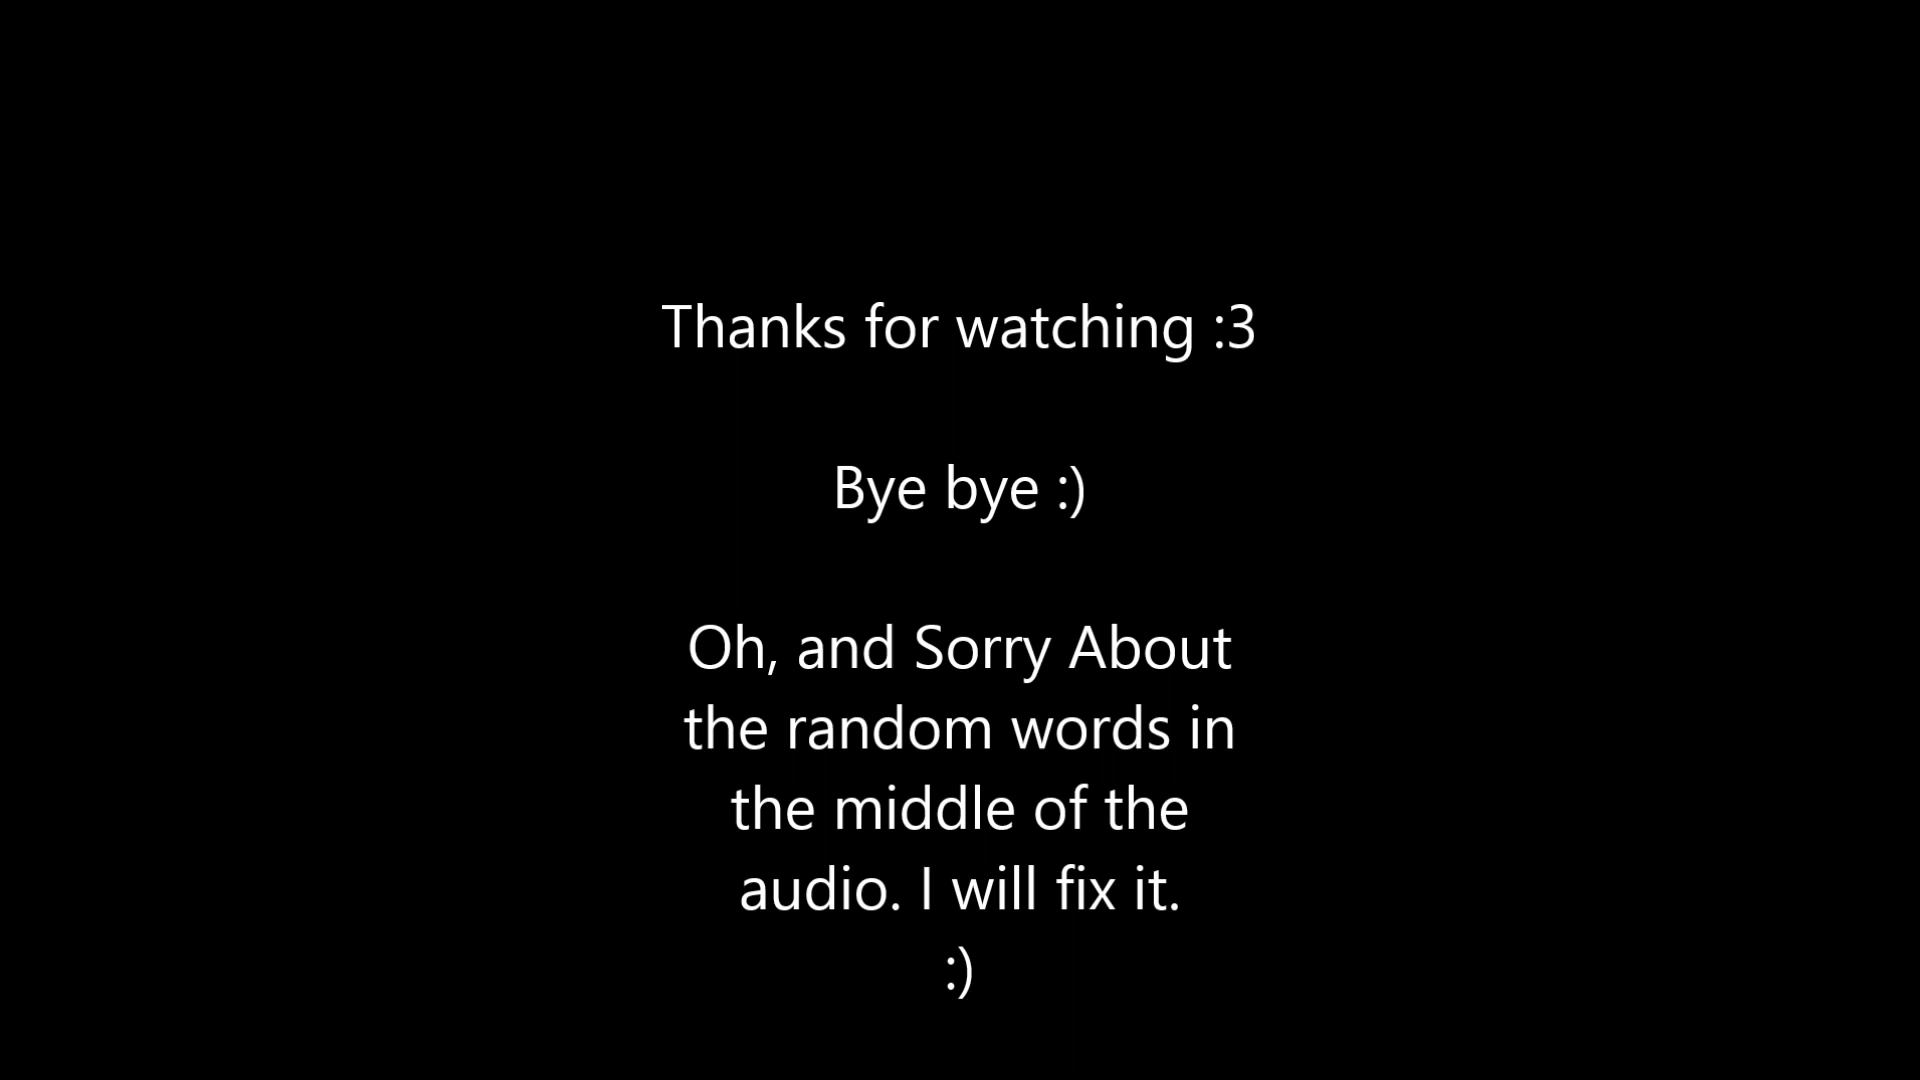 Thanks for watching :3
Bye bye :)
Oh, and Sorry About
the random words in
the middle of the
audio. I will fix it.
:)